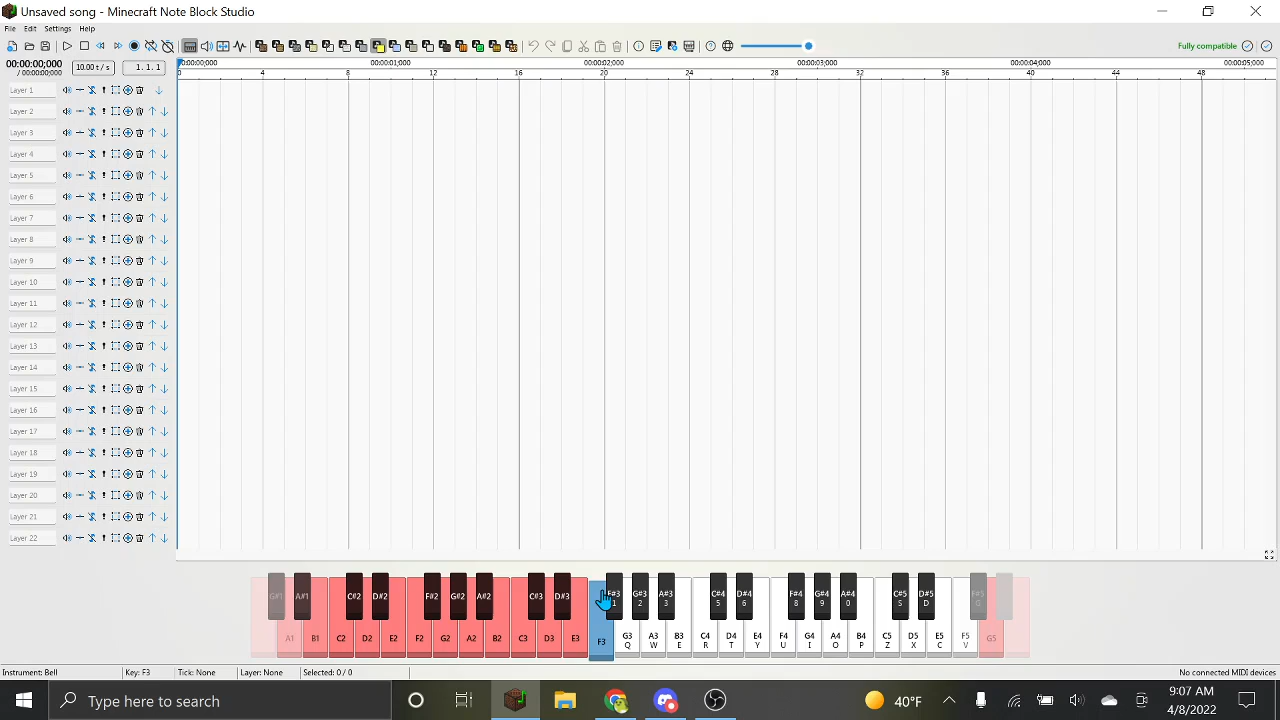 Unsaved song - Minecraft Note Block Studio
File Edit Settings Help
Fully compatible
00:00:00;000
/ 00:00:00;000
10.00 t / s
1. 1. 1
00:00:00;000 00:00:01;000 00:00:02;000 00:00:03;000 00:00:04;000 00:00:05;000
0 4 8 12 16 20 24 28 32 36 40 44 48
Layer 1
Layer 2
Layer 3
Layer 4
Layer 5
Layer 6
Layer 7
Layer 8
Layer 9
Layer 10
Layer 11
Layer 12
Layer 13
Layer 14
Layer 15
Layer 16
Layer 17
Layer 18
Layer 19
Layer 20
Layer 21
Layer 22
G#1 A#1 C#2 D#2 F#2 G#2 A#2 C#3 D#3 F#3 G#3 A#3 C#4 D#4 F#4 G#4 A#4 C#5 D#5 F#5
1 2 3 5 6 8 9 0 S D G
A1 B1 C2 D2 E2 F2 G2 A2 B2 C3 D3 E3 F3 G3 A3 B3 C4 D4 E4 F4 G4 A4 B4 C5 D5 E5 F5 G5
Q W E R T Y U I O P Z X C V
Instrument: Bell Key: F3 Tick: None Layer: None Selected: 0 / 0 No connected MIDI devices
Type here to search
40°F
9:07 AM
4/8/2022